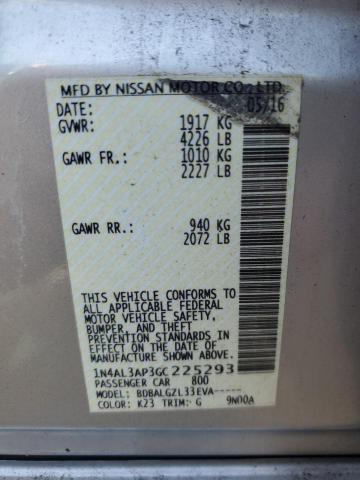 MFD BY NISSAN MOTOR CO., LTD.
DATE: 05/16
GVWR: 1917 KG
4226 LB
GAWR FR.: 1010 KG
2227 LB
GAWR RR.: 940 KG
2072 LB
THIS VEHICLE CONFORMS TO
ALL APPLICABLE FEDERAL
MOTOR VEHICLE SAFETY,
BUMPER, AND THEFT
PREVENTION STANDARDS IN
EFFECT ON THE DATE OF
MANUFACTURE SHOWN ABOVE.
1N4AL3AP3GC225293
PASSENGER CAR 800
MODEL: BDBALGZL33EVA-----
COLOR: K23 TRIM: G 9N00A